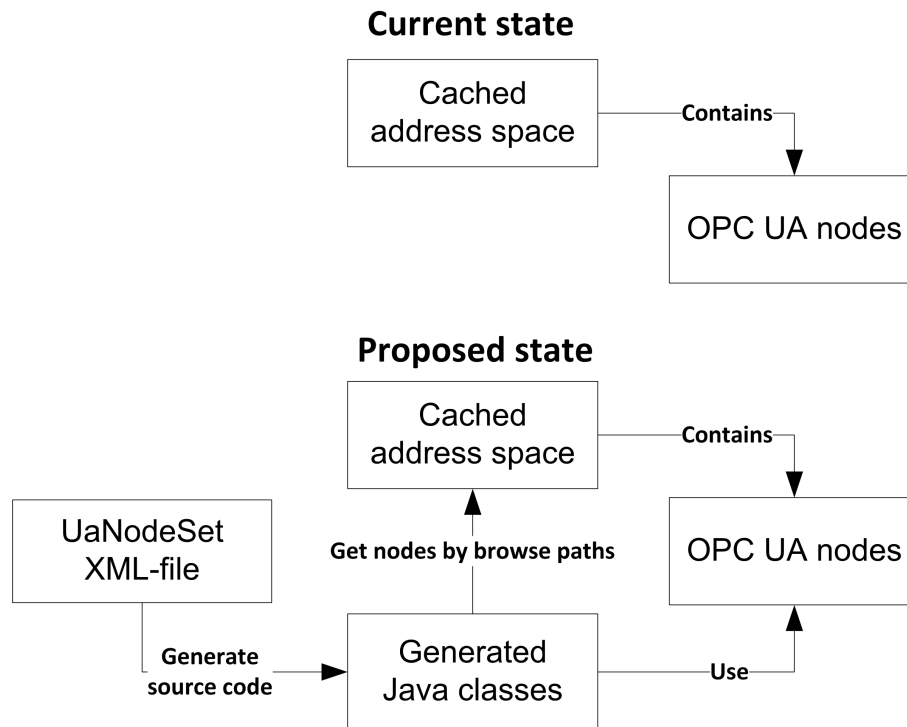 Current state
Cached
address space
Contains
OPC UA nodes
Proposed state
Cached
address space
Contains
UaNodeSet
XML-file
Get nodes by browse paths
OPC UA nodes
Generate
source code
Generated
Java classes
Use